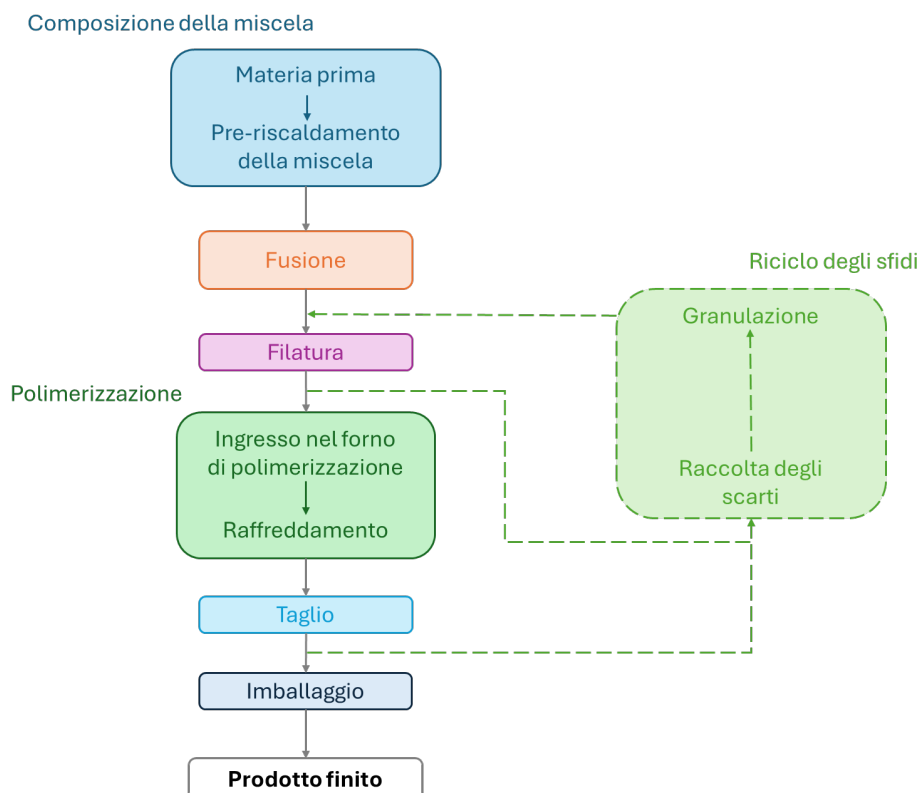 Composizione della miscela
Materia prima
Pre-riscaldamento
della miscela
Fusione
Riciclo degli sfidi
Granulazione
Filatura
Polimerizzazione
Ingresso nel forno
di polimerizzazione
Raccolta degli
scarti
Raffreddamento
Taglio
Imballaggio
Prodotto finito